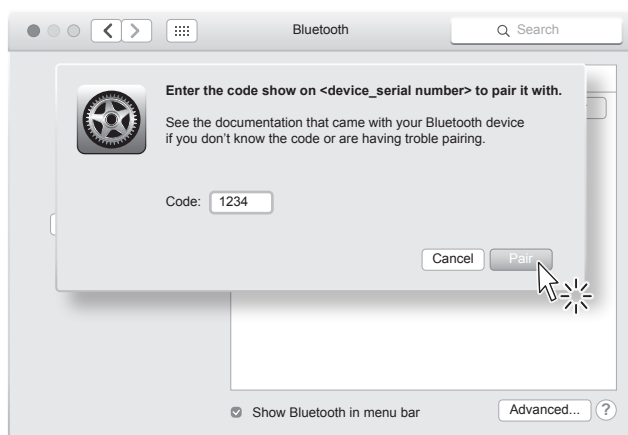 Bluetooth
Search
Enter the code show on <device_serial number> to pair it with.
See the documentation that came with your Bluetooth device
if you don't know the code or are having troble pairing.
Code: 1234
Cancel Pair
Show Bluetooth in menu bar
Advanced... ?